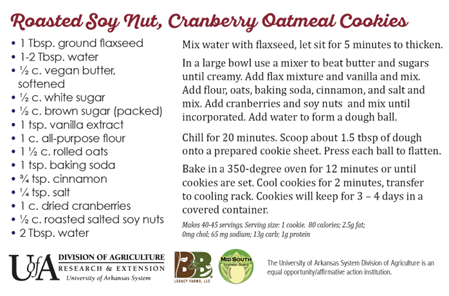 Roasted Soy Nut, Cranberry Oatmeal Cookies
• 1 Tbsp. ground flaxseed
• 1-2 Tbsp. water
• ½ c. vegan butter,
softened
• ½ c. white sugar
• ½ c. brown sugar (packed)
• 1 tsp. vanilla extract
• 1 c. all-purpose flour
• 1 ½ c. rolled oats
• 1 tsp. baking soda
• ¾ tsp. cinnamon
• ¼ tsp. salt
• 1 c. dried cranberries
• ½ c. roasted salted soy nuts
• 2 Tbsp. water
Mix water with flaxseed, let sit for 5 minutes to thicken.
In a large bowl use a mixer to beat butter and sugars
until creamy. Add flax mixture and vanilla and mix.
Add flour, oats, baking soda, cinnamon, and salt and
mix. Add cranberries and soy nuts and mix until
incorporated. Add water to form a dough ball.
Chill for 20 minutes. Scoop about 1.5 tbsp of dough
onto a prepared cookie sheet. Press each ball to flatten.
Bake in a 350-degree oven for 12 minutes or until
cookies are set. Cool cookies for 2 minutes, transfer
to cooling rack. Cookies will keep for 3 – 4 days in a
covered container.
Makes 40-45 servings. Serving size: 1 cookie. 80 calories; 2.5g fat;
0mg chol; 65 mg sodium; 13g carb; 1g protein
UofA DIVISION OF AGRICULTURE
RESEARCH & EXTENSION
University of Arkansas System
B&B
LEGACY FARMS, LLC
MID SOUTH
The University of Arkansas System Division of Agriculture is an
equal opportunity/affirmative action institution.